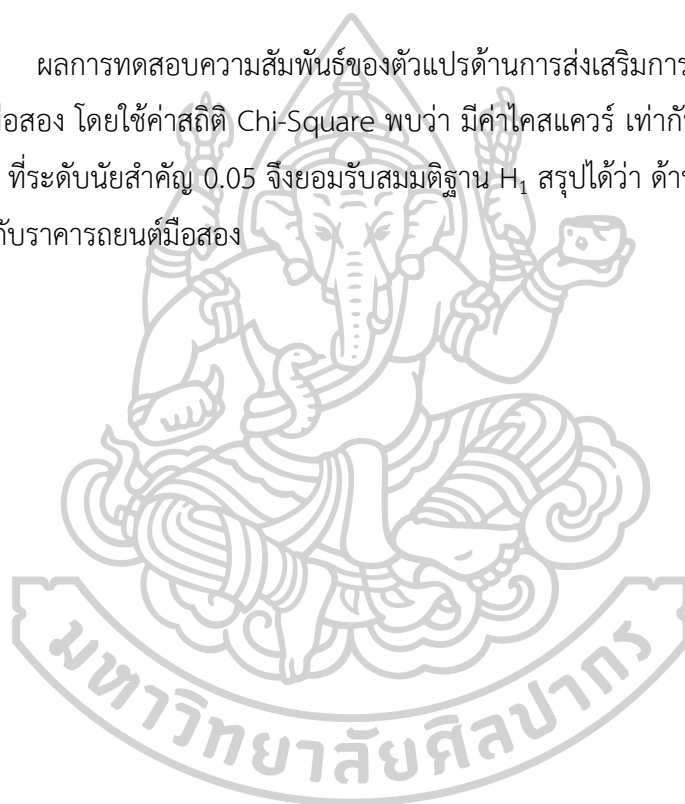 ผลการทดสอบความสัมพันธ์ของตัวแปรด้านการส่งเสริมการ
มือสอง โดยใช้ค่าสถิติ Chi-Square พบว่า มีค่าไคสแควร์ เท่ากับ
ที่ระดับนัยสำคัญ 0.05 จึงยอมรับสมมติฐาน H₁ สรุปได้ว่า ด้าน
กับราคารถยนต์มือสอง
มหาวิทยาลัยศิลปากร